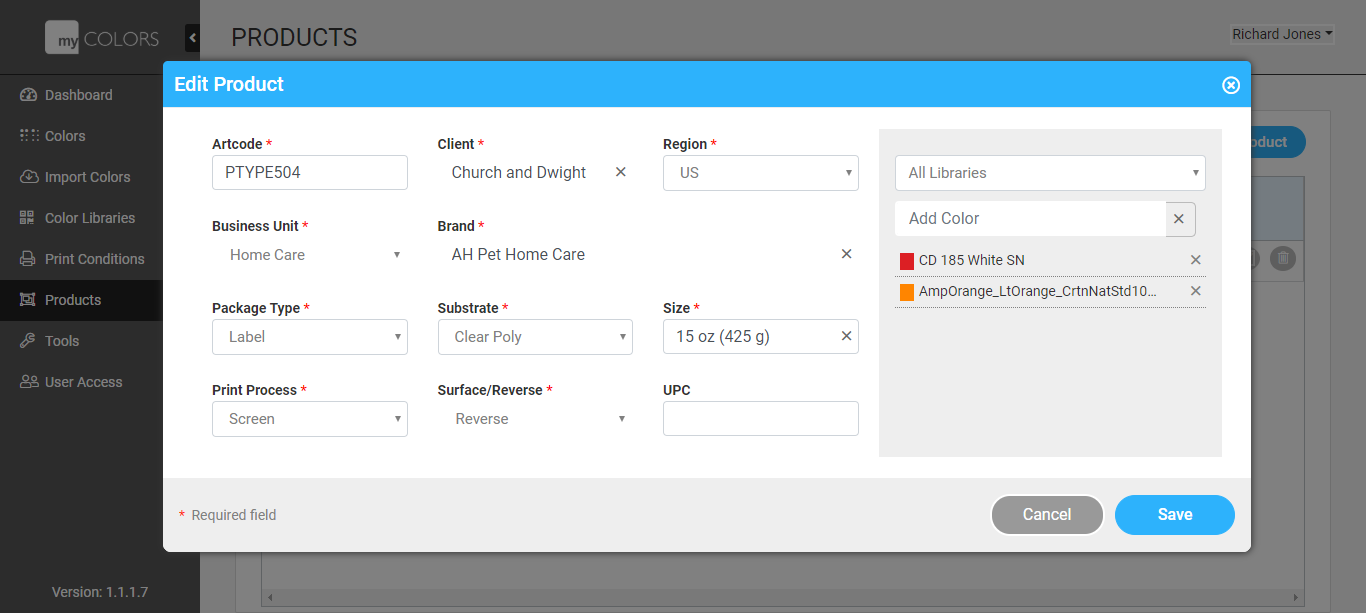 my COLORS
PRODUCTS
Richard Jones
Edit Product
Dashboard
Colors
Import Colors
Color Libraries
Print Conditions
Products
Tools
User Access
Version: 1.1.1.7
Artcode *
PTYPE504
Client *
Church and Dwight
Region *
US
Business Unit *
Home Care
Brand *
AH Pet Home Care
Package Type *
Label
Substrate *
Clear Poly
Size *
15 oz (425 g)
Print Process *
Screen
Surface/Reverse *
Reverse
UPC
All Libraries
Add Color
CD 185 White SN
AmpOrange_LtOrange_CrtnNatStd10...
oduct
* Required field
Cancel
Save